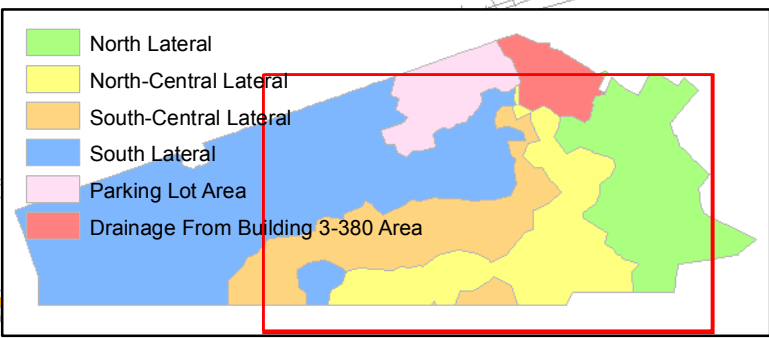 North Lateral
North-Central Lateral
South-Central Lateral
South Lateral
Parking Lot Area
Drainage From Building 3-380 Area